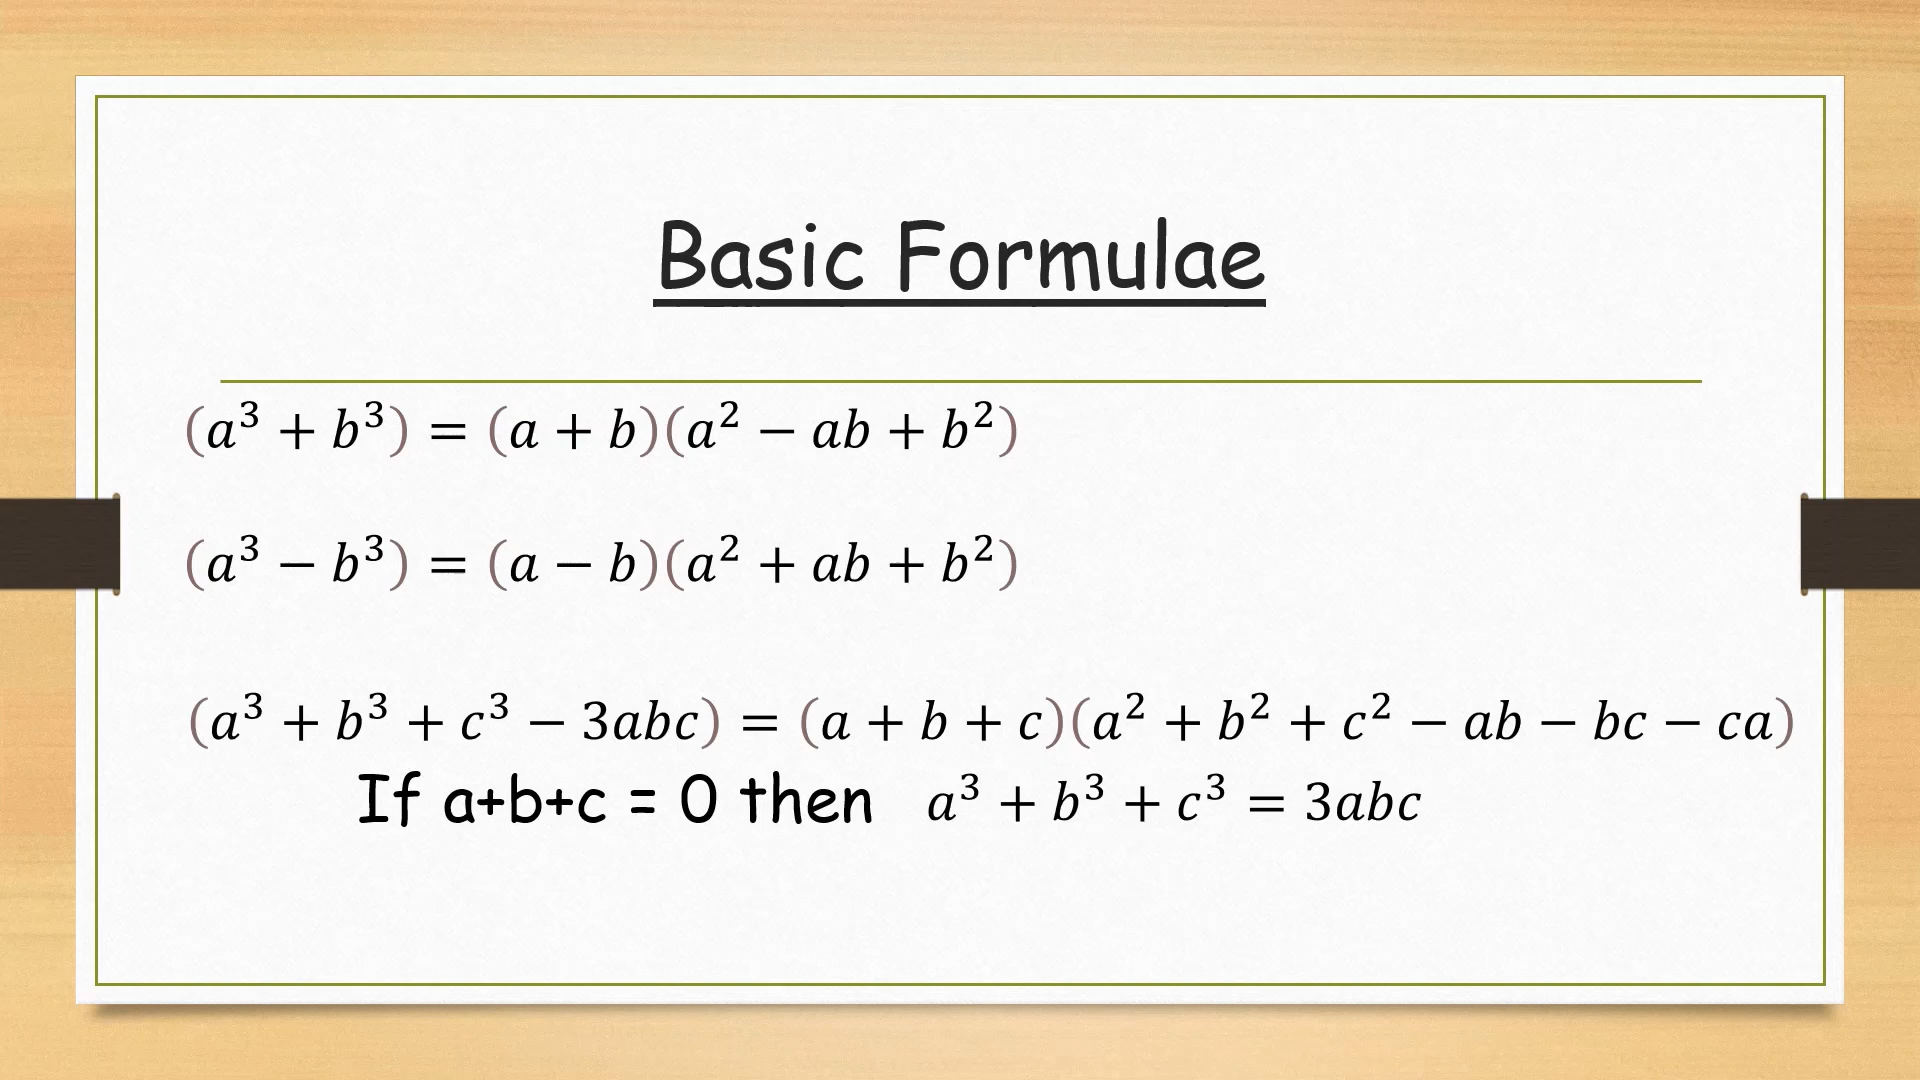 Basic Formulae
(a³ + b³) = (a + b)(a² − ab + b²)
(a³ − b³) = (a − b)(a² + ab + b²)
(a³ + b³ + c³ − 3abc) = (a + b + c)(a² + b² + c² − ab − bc − ca)
If a+b+c = 0 then a³ + b³ + c³ = 3abc